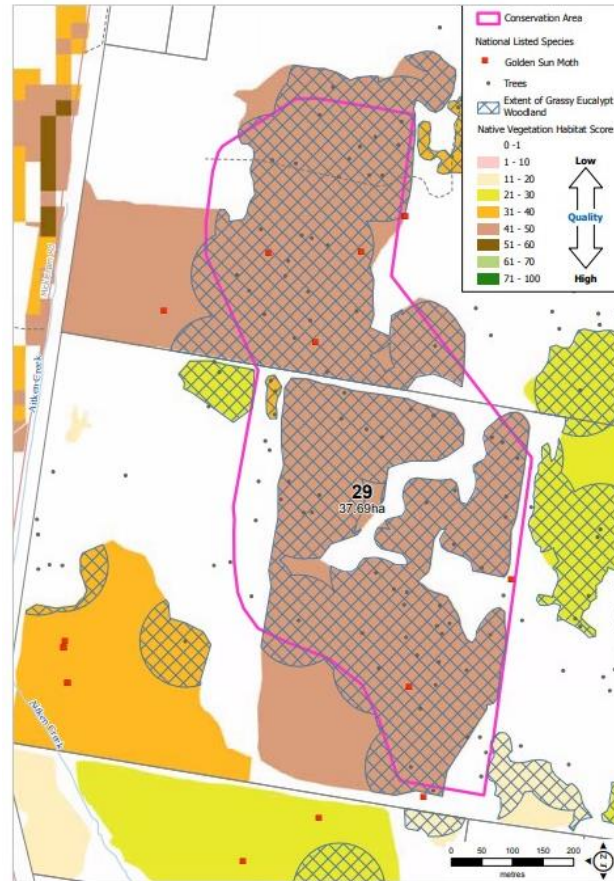 Conservation Area
National Listed Species
Golden Sun Moth
Trees
Extent of Grassy Eucalypt
Woodland
Native Vegetation Habitat Score
0 -1
1 - 10
11 - 20
21 - 30
31 - 40
41 - 50
51 - 60
61 - 70
71 - 100
Low
Quality
High
Aitken Creek
29
37.69ha
Aitken Creek
0 50 100 150 200
metres